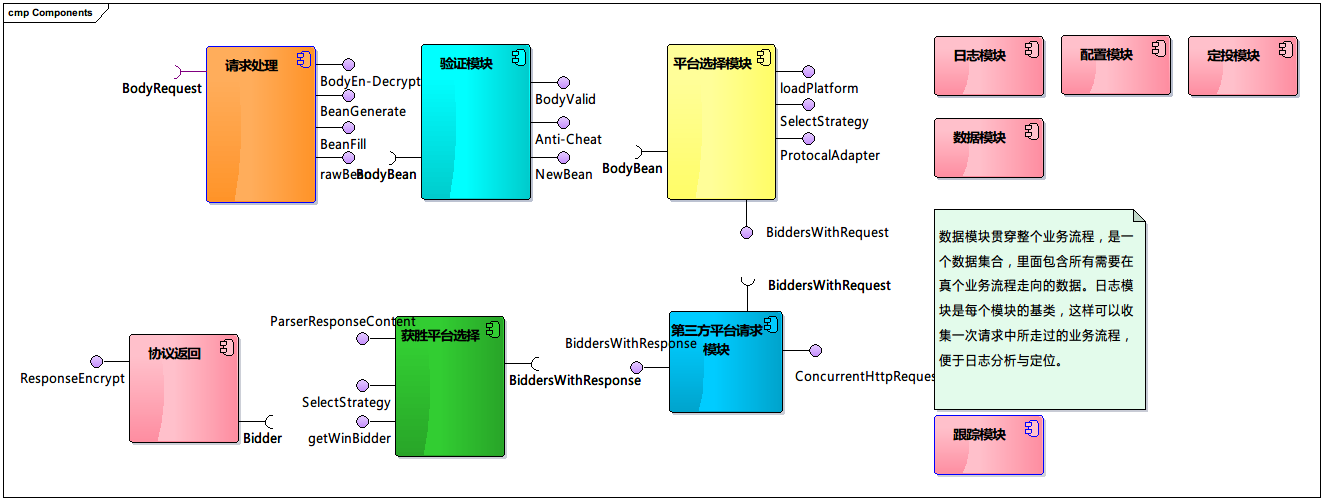 cmp Components
请求处理
BodyRequest
BodyEn-Decrypt
BeanGenerate
BeanFill
rawBean
验证模块
BodyBean
BodyValid
Anti-Cheat
NewBean
平台选择模块
BodyBean
loadPlatform
SelectStrategy
ProtocalAdapter
BiddersWithRequest
日志模块
配置模块
定投模块
数据模块
数据模块贯穿整个业务流程，是一
个数据集合，里面包含所有需要在
真个业务流程走向的数据。日志模
块是每个模块的基类，这样可以收
集一次请求中所走过的业务流程，
便于日志分析与定位。
跟踪模块
协议返回
ResponseEncrypt
Bidder
获胜平台选择
ParserResponseContent
SelectStrategy
getWinBidder
BiddersWithResponse
BiddersWithRequest
第三方平台请求
模块
BiddersWithResponse
ConcurrentHttpReques